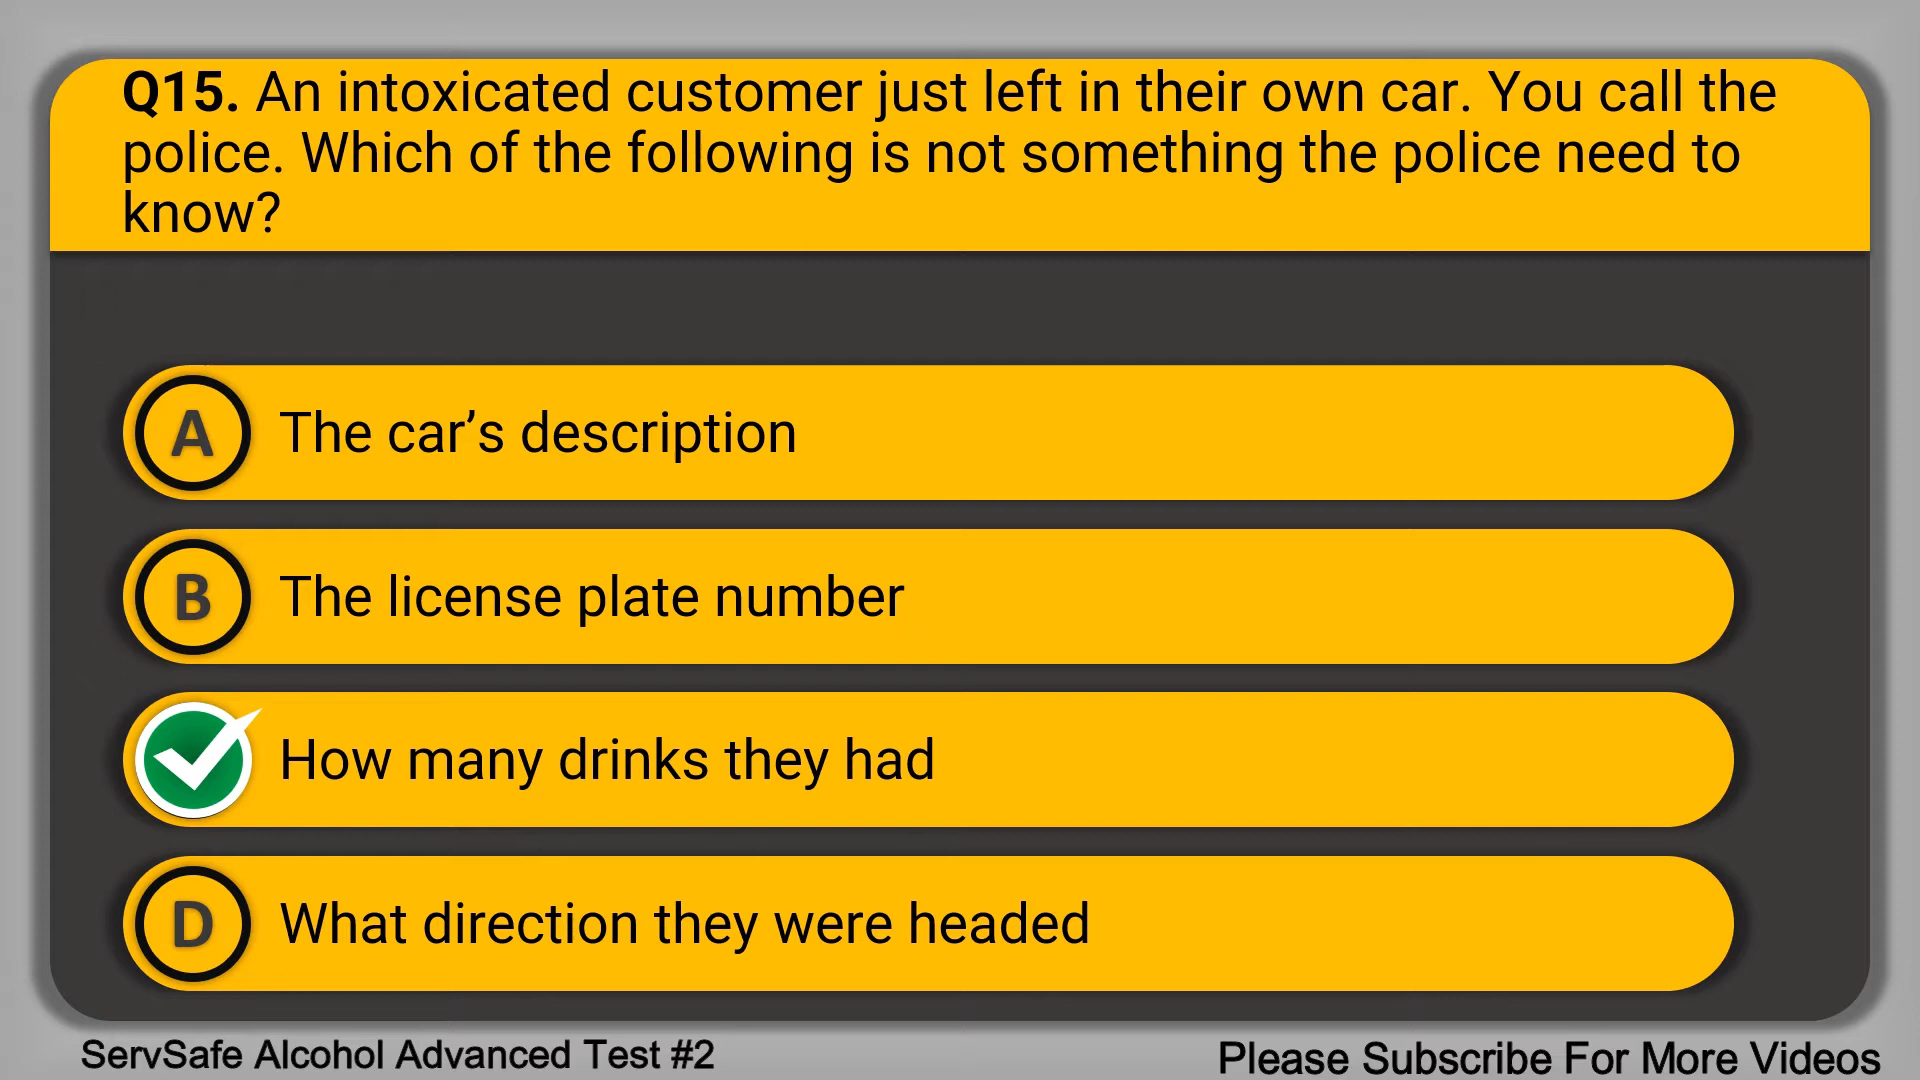 Q15. An intoxicated customer just left in their own car. You call the
police. Which of the following is not something the police need to
know?
A The car’s description
B The license plate number
How many drinks they had
D What direction they were headed
ServSafe Alcohol Advanced Test #2
Please Subscribe For More Videos